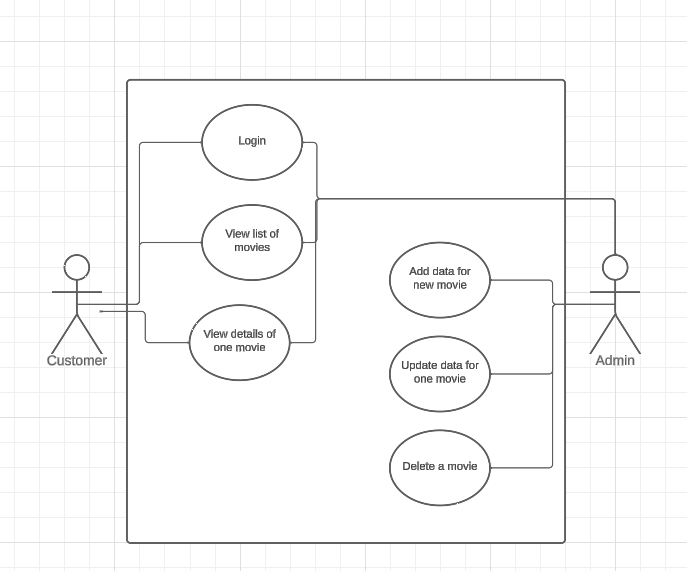 Login
View list of
movies
View details of
one movie
Customer
Add data for
new movie
Update data for
one movie
Delete a movie
Admin